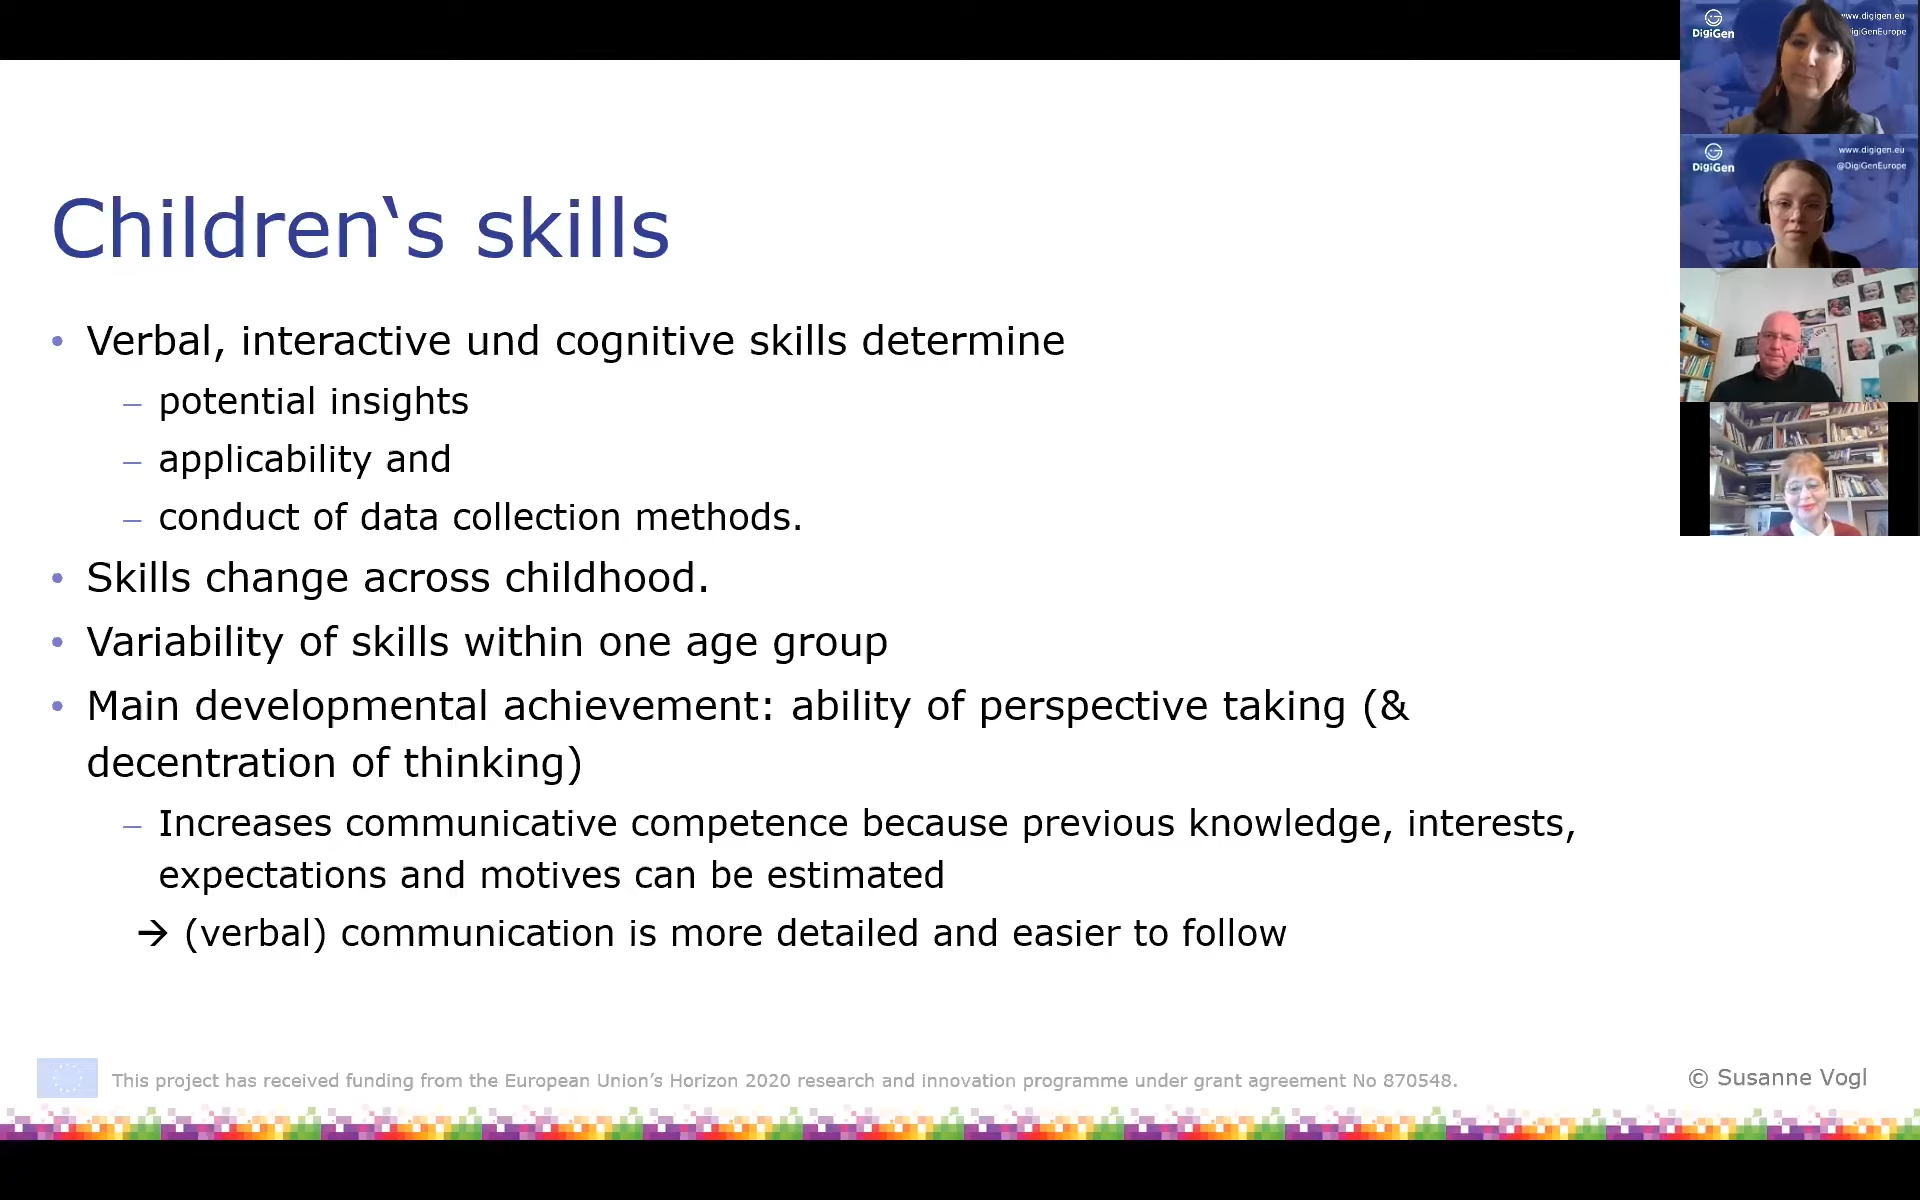 www.digigen.eu
DigiGen
Children‘s skills
www.digigen.eu
DigiGen
@DigiGenEurope
• Verbal, interactive und cognitive skills determine
– potential insights
– applicability and
– conduct of data collection methods.
• Skills change across childhood.
• Variability of skills within one age group
• Main developmental achievement: ability of perspective taking (&
decentration of thinking)
– Increases communicative competence because previous knowledge, interests,
expectations and motives can be estimated
→ (verbal) communication is more detailed and easier to follow
This project has received funding from the European Union’s Horizon 2020 research and innovation programme under grant agreement No 870548.
© Susanne Vogl